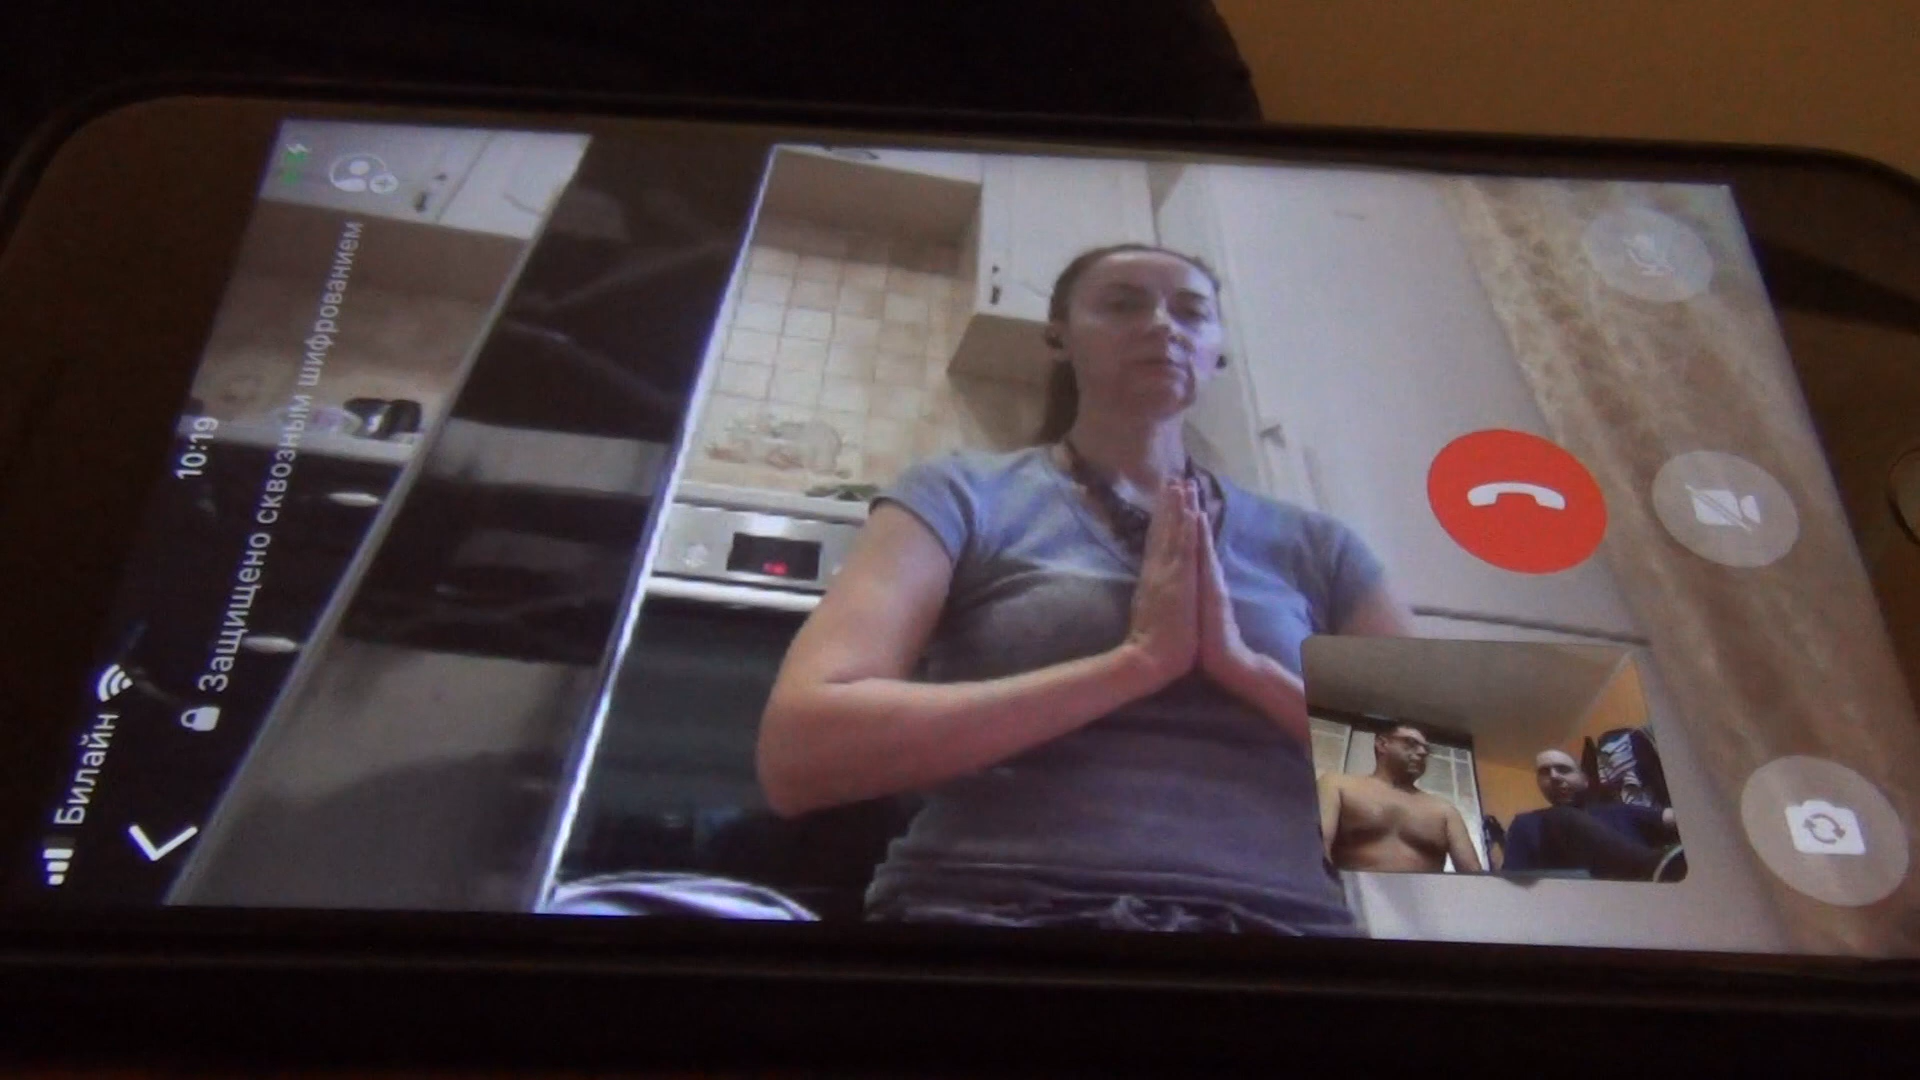 Билайн
10:19
Защищено сквозным шифрованием